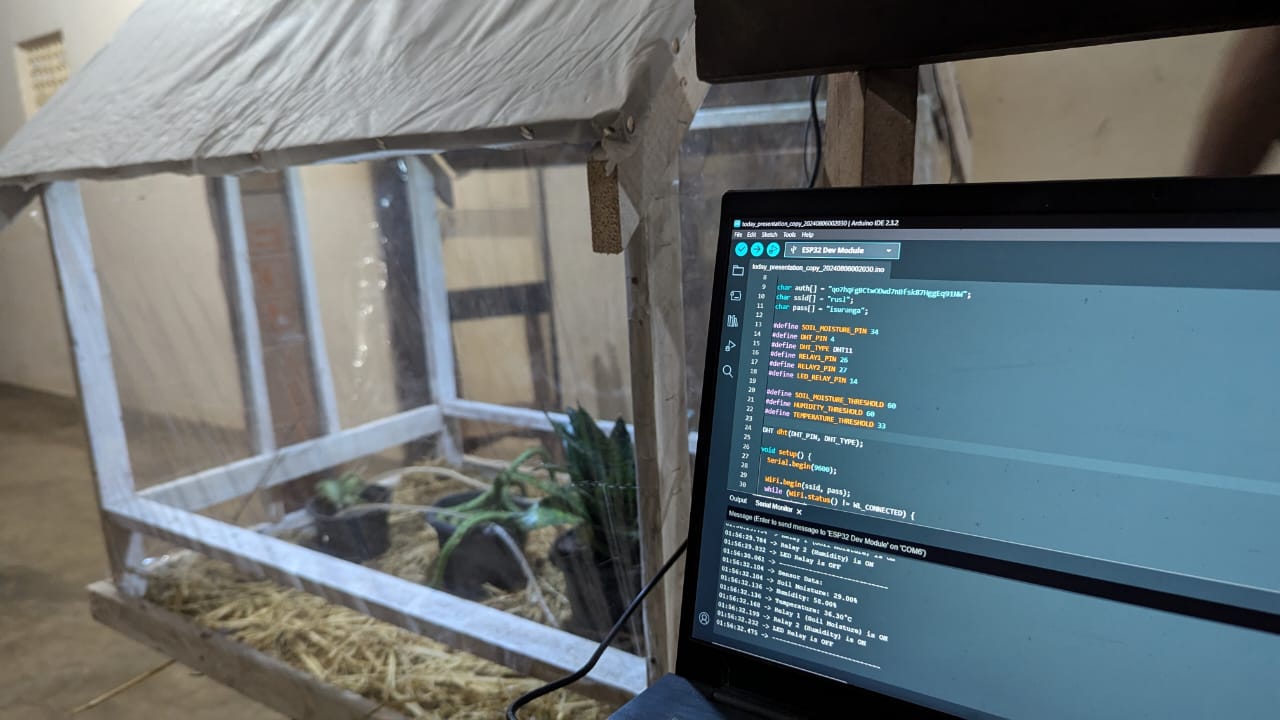 today_presentation_copy_20240806002030 | Arduino IDE 2.3.2
File Edit Sketch Tools Help
ESP32 Dev Module
today_presentation_copy_20240806002030.ino
8
9 char auth[] =
10 char ssid[] = "rusl";
11 char pass[] = "isuranga";
12
13 #define SOIL_MOISTURE_PIN 34
14 #define DHT_PIN 4
15 #define DHT_TYPE DHT11
16 #define RELAY1_PIN 26
17 #define RELAY2_PIN 27
18 #define LED_RELAY_PIN 14
19
20 #define SOIL_MOISTURE_THRESHOLD 60
21 #define HUMIDITY_THRESHOLD 60
22 #define TEMPERATURE_THRESHOLD 33
23
24 DHT dht(DHT_PIN, DHT_TYPE);
25
26 void setup() {
27 Serial.begin(9600);
28
29 WiFi.begin(ssid, pass);
30 while (WiFi.status() != WL_CONNECTED) {
Output Serial Monitor ×
Message (Enter to send message to 'ESP32 Dev Module' on 'COM6')
01:56:29.784 -> Relay 2 (Humidity) is ON
01:56:29.832 -> LED Relay is OFF
01:56:30.061 -> ----------------------
01:56:32.104 -> Sensor Data:
01:56:32.104 -> Soil Moisture: 29.00%
01:56:32.136 -> Humidity: 58.00%
01:56:32.136 -> Temperature: 36.30°C
01:56:32.168 -> Relay 1 (Soil Moisture) is ON
01:56:32.199 -> Relay 2 (Humidity) is ON
01:56:32.232 -> LED Relay is OFF
01:56:32.475 -> ----------------------